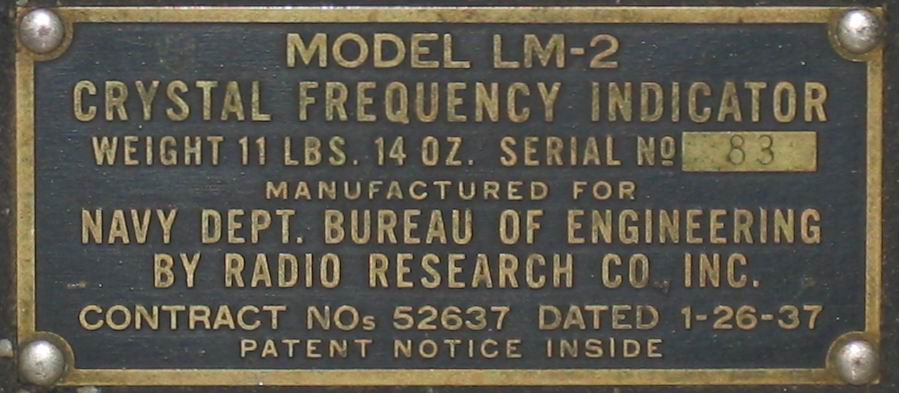 MODEL LM-2
CRYSTAL FREQUENCY INDICATOR
WEIGHT 11 LBS. 14 OZ. SERIAL Nº 83
MANUFACTURED FOR
NAVY DEPT. BUREAU OF ENGINEERING
BY RADIO RESEARCH CO., INC.
CONTRACT NOs 52637 DATED 1-26-37
PATENT NOTICE INSIDE